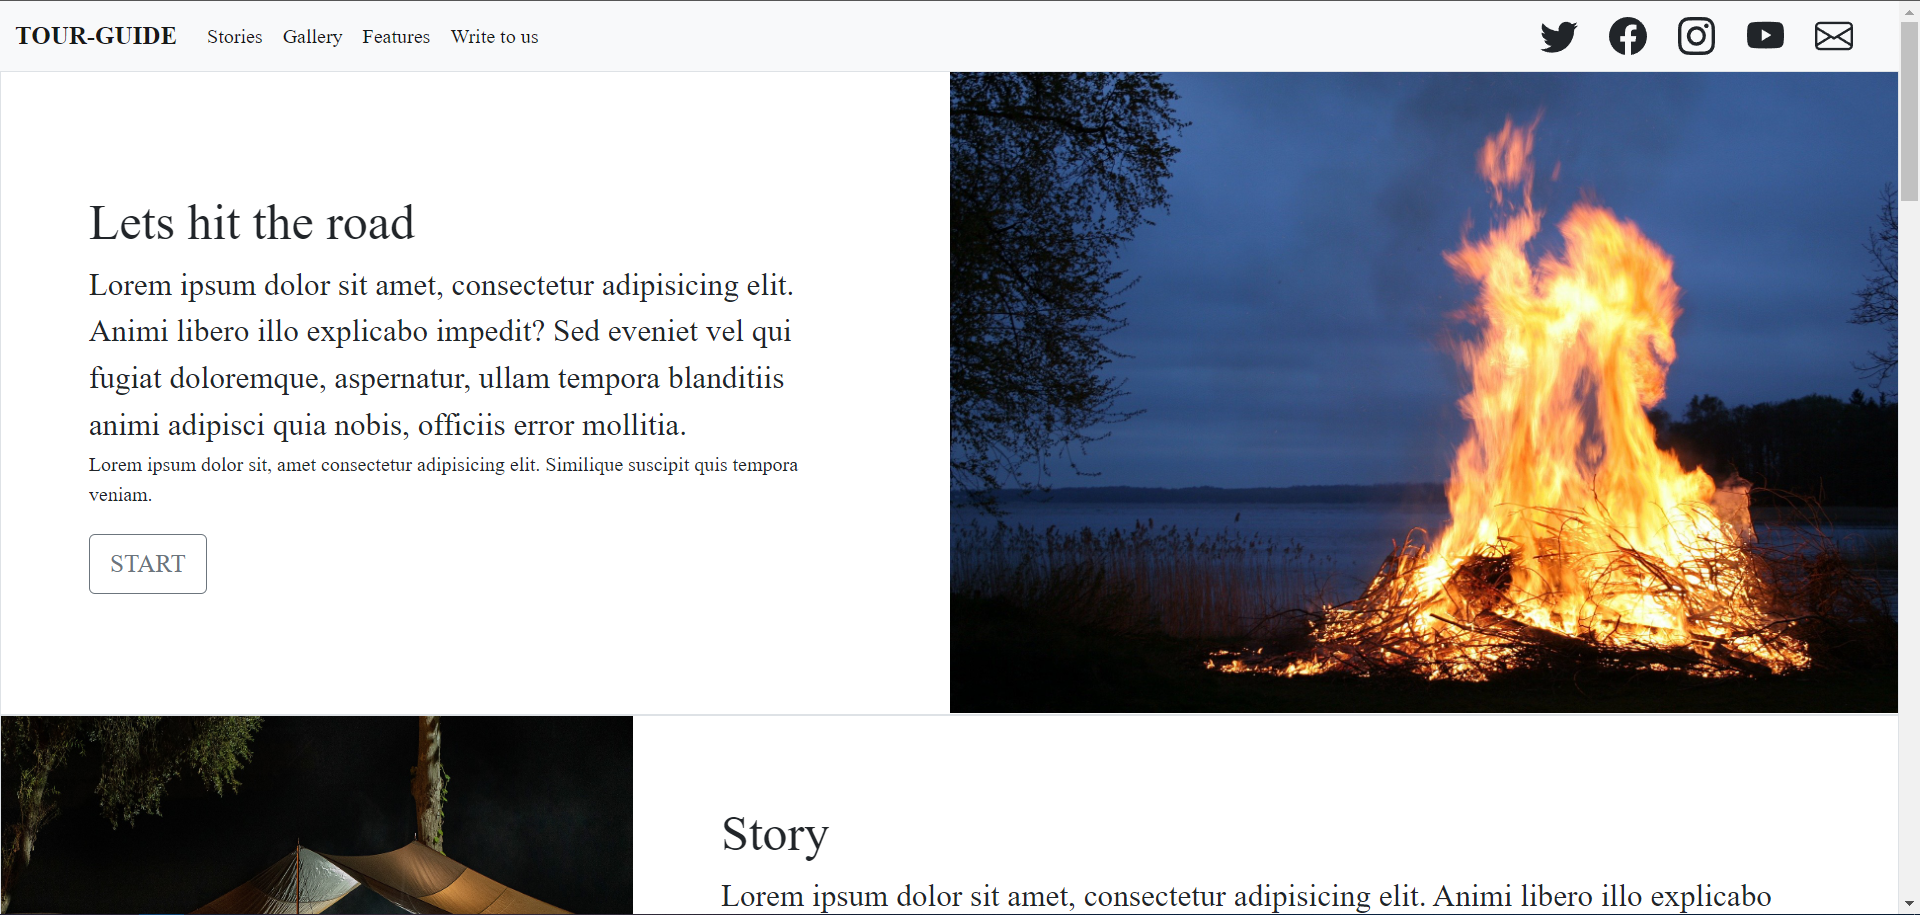 TOUR-GUIDE Stories Gallery Features Write to us
Lets hit the road
Lorem ipsum dolor sit amet, consectetur adipisicing elit.
Animi libero illo explicabo impedit? Sed eveniet vel qui
fugiat doloremque, aspernatur, ullam tempora blanditiis
animi adipisci quia nobis, officiis error mollitia.
Lorem ipsum dolor sit, amet consectetur adipisicing elit. Similique suscipit quis tempora
veniam.
START
Story
Lorem ipsum dolor sit amet, consectetur adipisicing elit. Animi libero illo explicabo